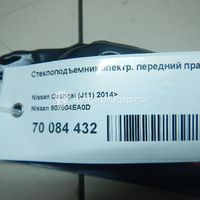 Стеклоподъемник электр. передний пра
Nissan Qashqai (J11) 2014>
Nissan 807004EA0D
70 084 432